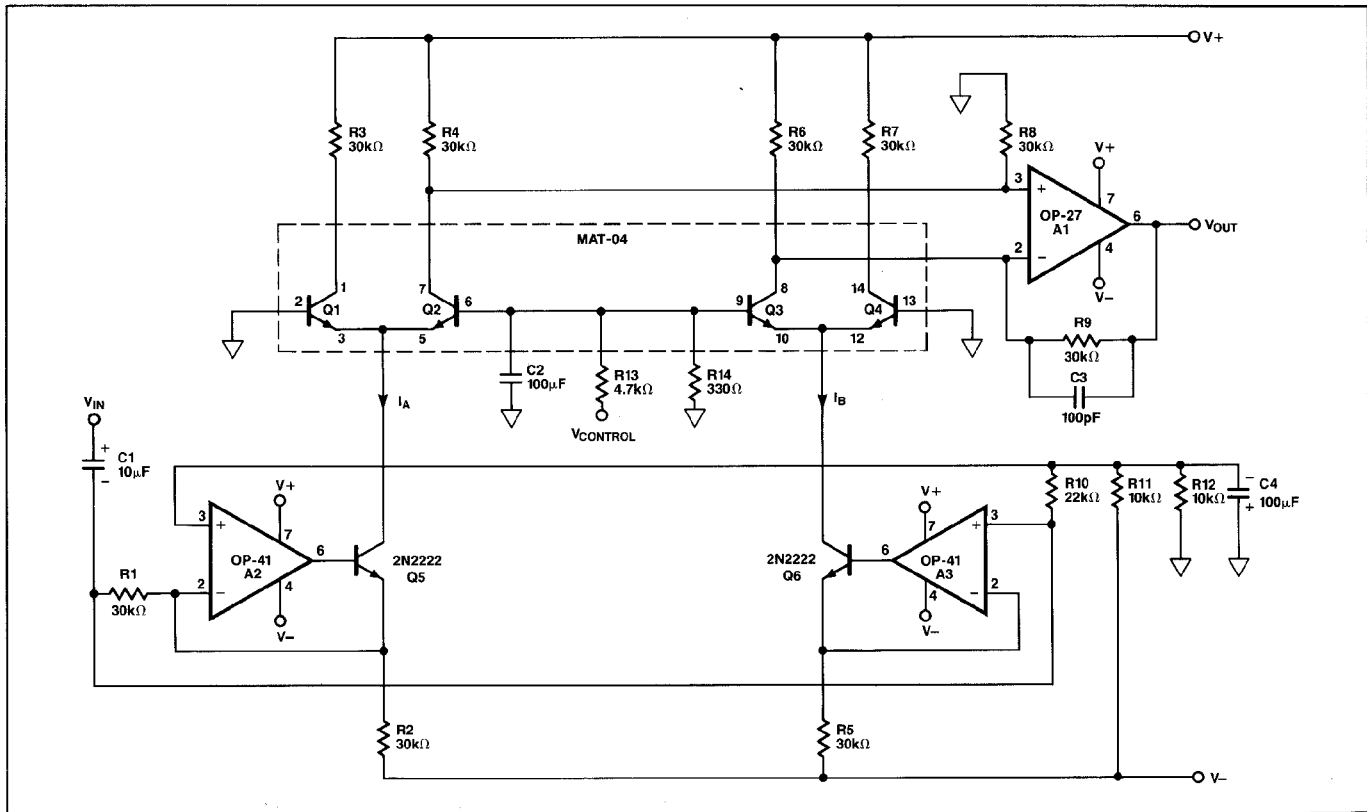 V+
R3
30kΩ
R4
30kΩ
R6
30kΩ
R7
30kΩ
R8
30kΩ
V+
3
+
7
OP-27
A1
6
VOUT
2
−
4
V−
MAT-04
1
2
Q1
3
7
Q2
6
5
8
9
Q3
10
14
Q4
13
12
R9
30kΩ
C3
100pF
C2
100μF
R13
4.7kΩ
R14
330Ω
VCONTROL
IA
IB
VIN
+
C1
10μF
−
R1
30kΩ
V+
3
+
7
OP-41
A2
6
2
−
4
V−
2N2222
Q5
2N2222
Q6
V+
3
+
7
6
OP-41
A3
2
−
4
V−
R10
22kΩ
R11
10kΩ
R12
10kΩ
−
C4
100μF
+
R2
30kΩ
R5
30kΩ
V−